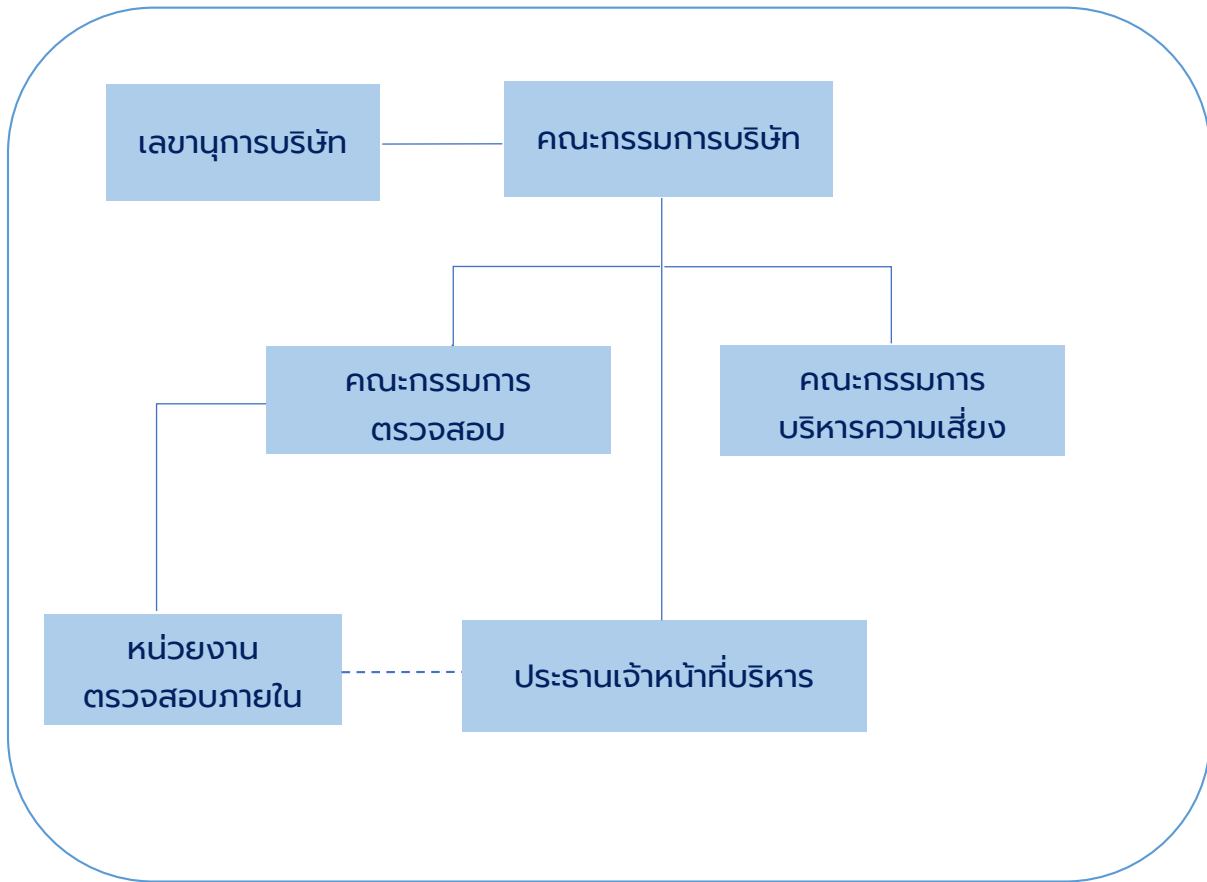 เลขานุการบริษัท
คณะกรรมการบริษัท
คณะกรรมการ
ตรวจสอบ
คณะกรรมการ
บริหารความเสี่ยง
หน่วยงาน
ตรวจสอบภายใน
ประธานเจ้าหน้าที่บริหาร